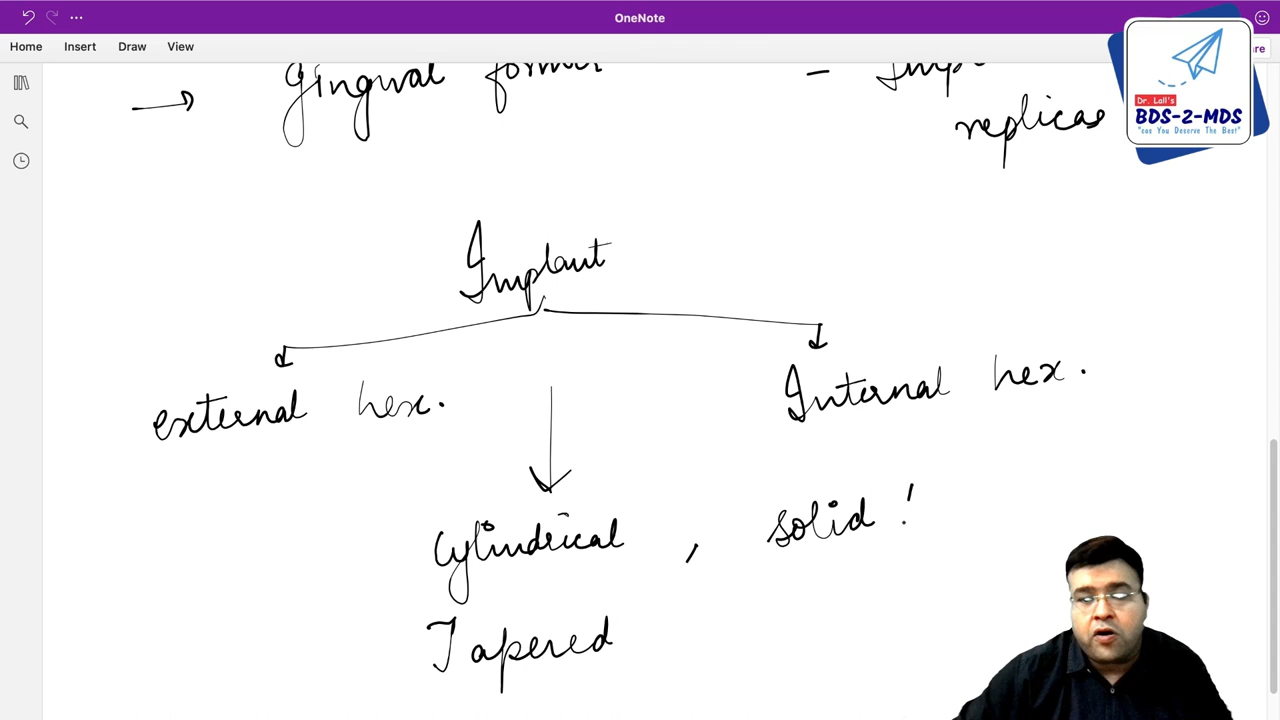 OneNote
Home Insert Draw View
Dr. Lall's
BDS-2-MDS
"cos You Deserve The Best"
→ Gingival former
- Impl
replicas
Implant
external hex.
Internal hex.
Cylindrical , solid !
Tapered